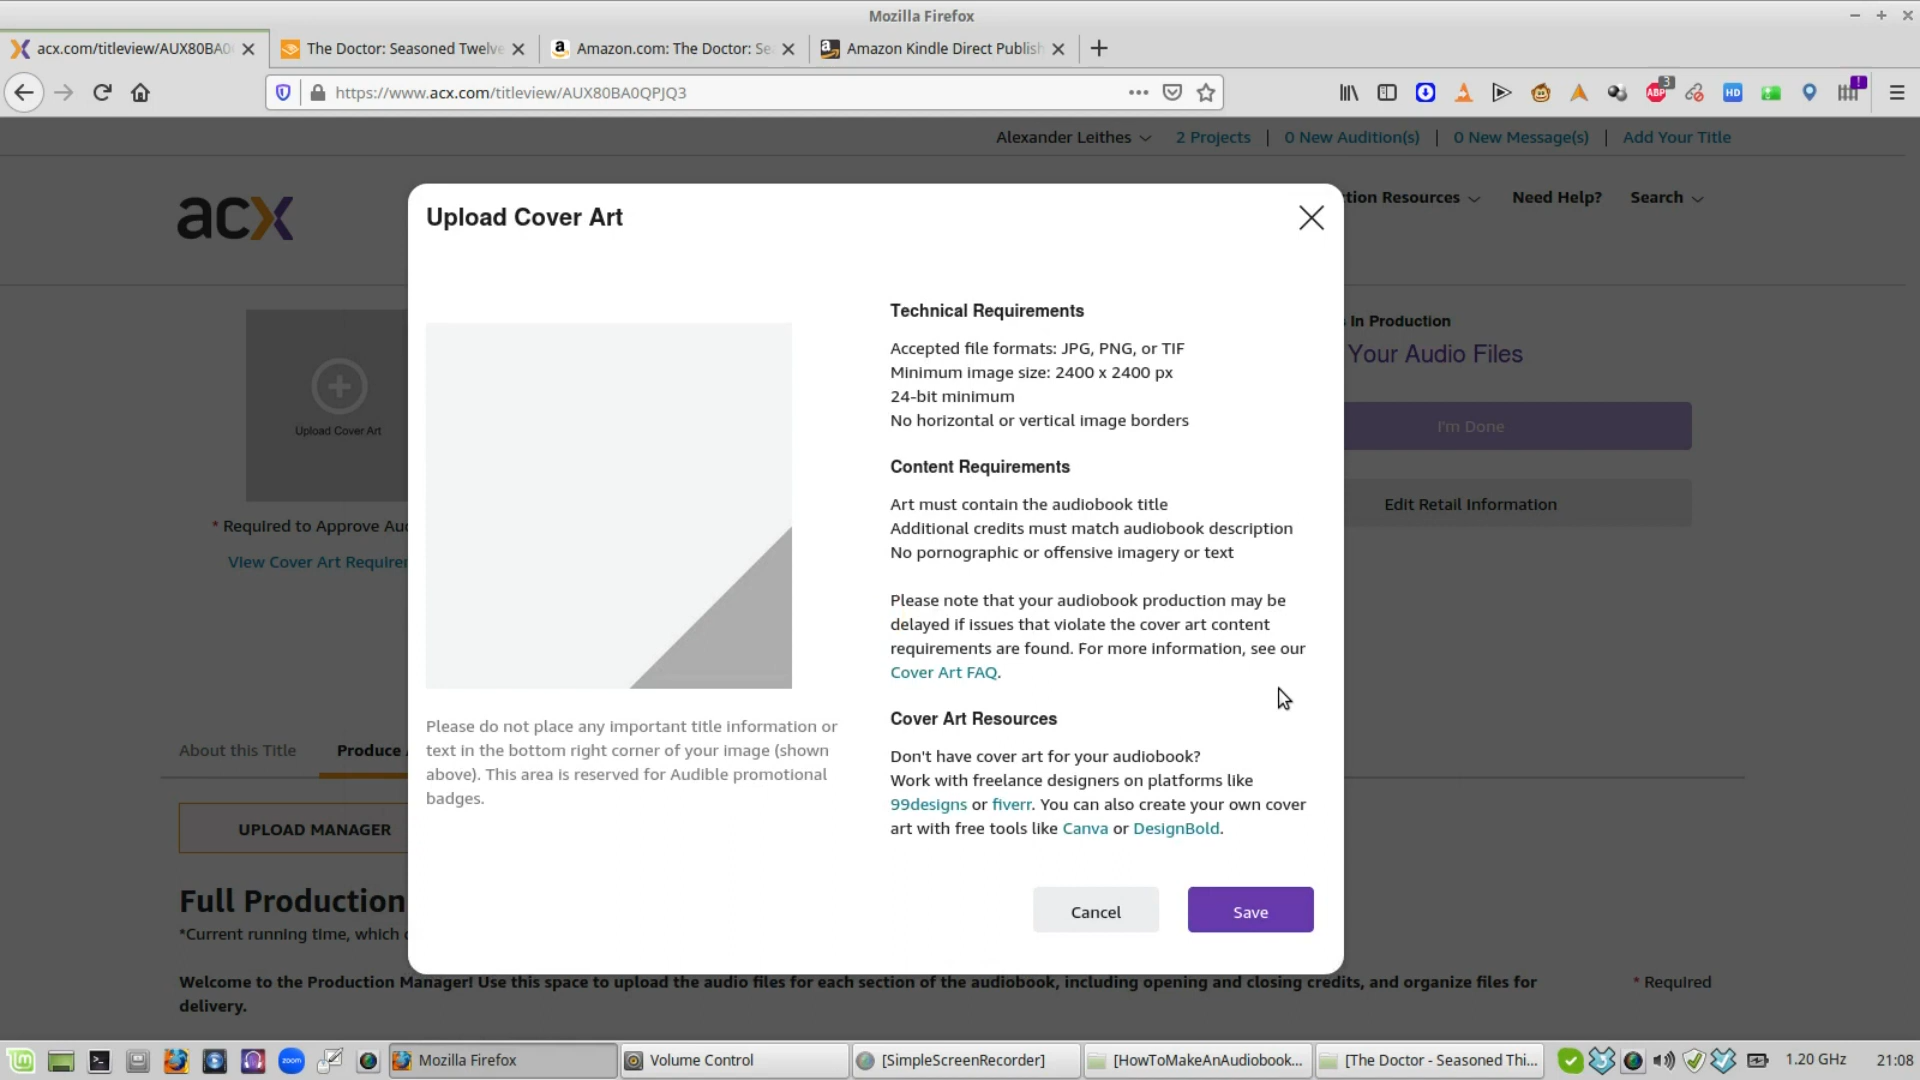 Mozilla Firefox
acx.com/titleview/AUX80BA0
The Doctor: Seasoned Twelve
Amazon.com: The Doctor: Se
Amazon Kindle Direct Publish
https://www.acx.com/titleview/AUX80BA0QPJQ3
3
ABP
HD
Alexander Leithes
2 Projects | 0 New Audition(s) | 0 New Message(s) | Add Your Title
acx
tion Resources
Need Help?
Search
Upload Cover Art
Upload Cover Art
* Required to Approve Au
View Cover Art Require
In Production
Your Audio Files
I'm Done
Edit Retail Information
Technical Requirements
Accepted file formats: JPG, PNG, or TIF
Minimum image size: 2400 x 2400 px
24-bit minimum
No horizontal or vertical image borders
Content Requirements
Art must contain the audiobook title
Additional credits must match audiobook description
No pornographic or offensive imagery or text
Please note that your audiobook production may be
delayed if issues that violate the cover art content
requirements are found. For more information, see our
Cover Art FAQ.
Please do not place any important title information or
text in the bottom right corner of your image (shown
above). This area is reserved for Audible promotional
badges.
Cover Art Resources
Don't have cover art for your audiobook?
Work with freelance designers on platforms like
99designs or fiverr. You can also create your own cover
art with free tools like Canva or DesignBold.
Cancel
Save
About this Title
Produce
UPLOAD MANAGER
Full Production
*Current running time, which
Welcome to the Production Manager! Use this space to upload the audio files for each section of the audiobook, including opening and closing credits, and organize files for
delivery.
* Required
zoom
Mozilla Firefox
Volume Control
[SimpleScreenRecorder]
[HowToMakeAnAudiobook...
[The Doctor - Seasoned Thi...
1.20 GHz
21:08